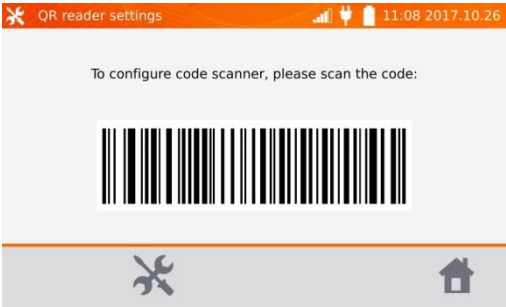 QR reader settings
11:08 2017.10.26
To configure code scanner, please scan the code: